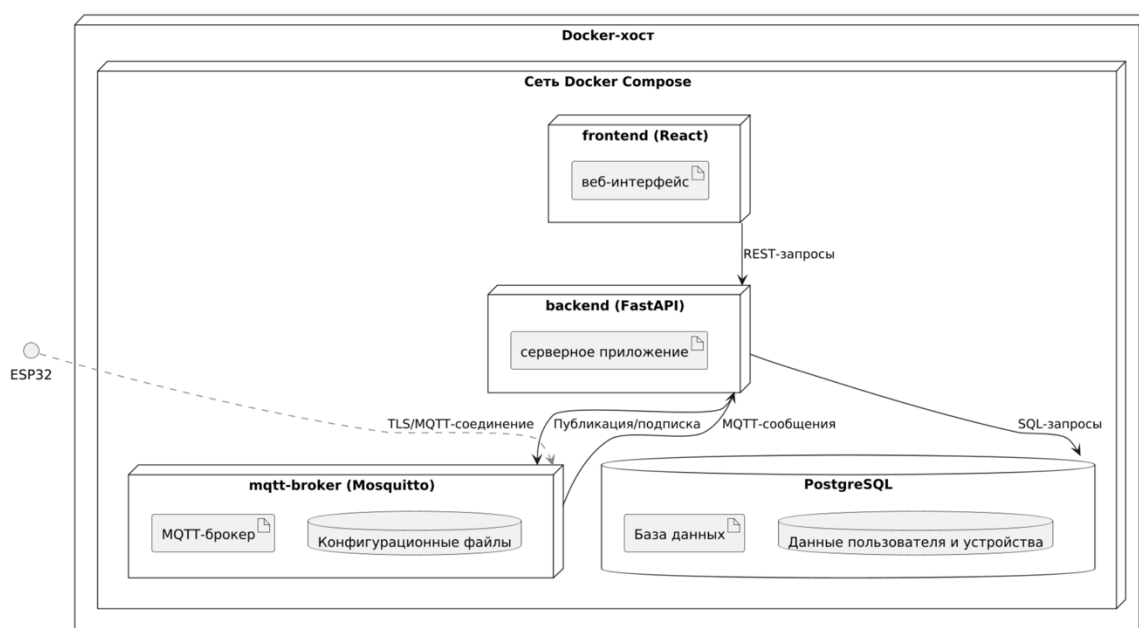 Docker-хост
Сеть Docker Compose
frontend (React)
веб-интерфейс
REST-запросы
backend (FastAPI)
серверное приложение
ESP32
TLS/MQTT-соединение
Публикация/подписка
MQTT-сообщения
SQL-запросы
mqtt-broker (Mosquitto)
MQTT-брокер
Конфигурационные файлы
PostgreSQL
База данных
Данные пользователя и устройства